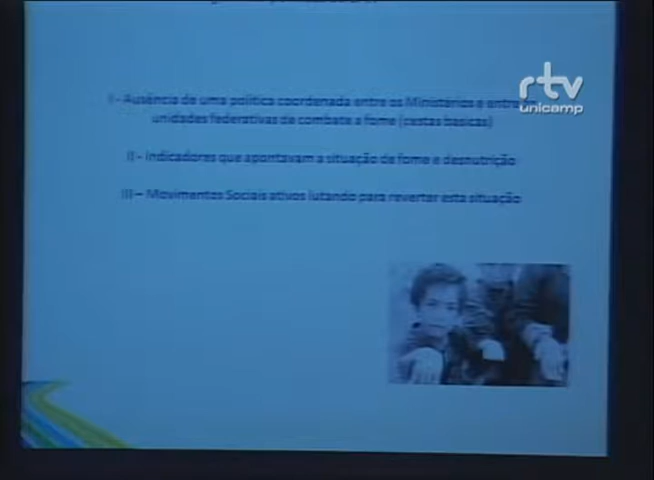 rtv
unicamp
I - Ausência de uma política coordenada entre os Ministérios e entre
unidades federativas de combate a fome (cestas basicas)
II - Indicadores que apontavam a situação de fome e desnutrição
III – Movimentos Sociais ativos lutando para reverter esta situação